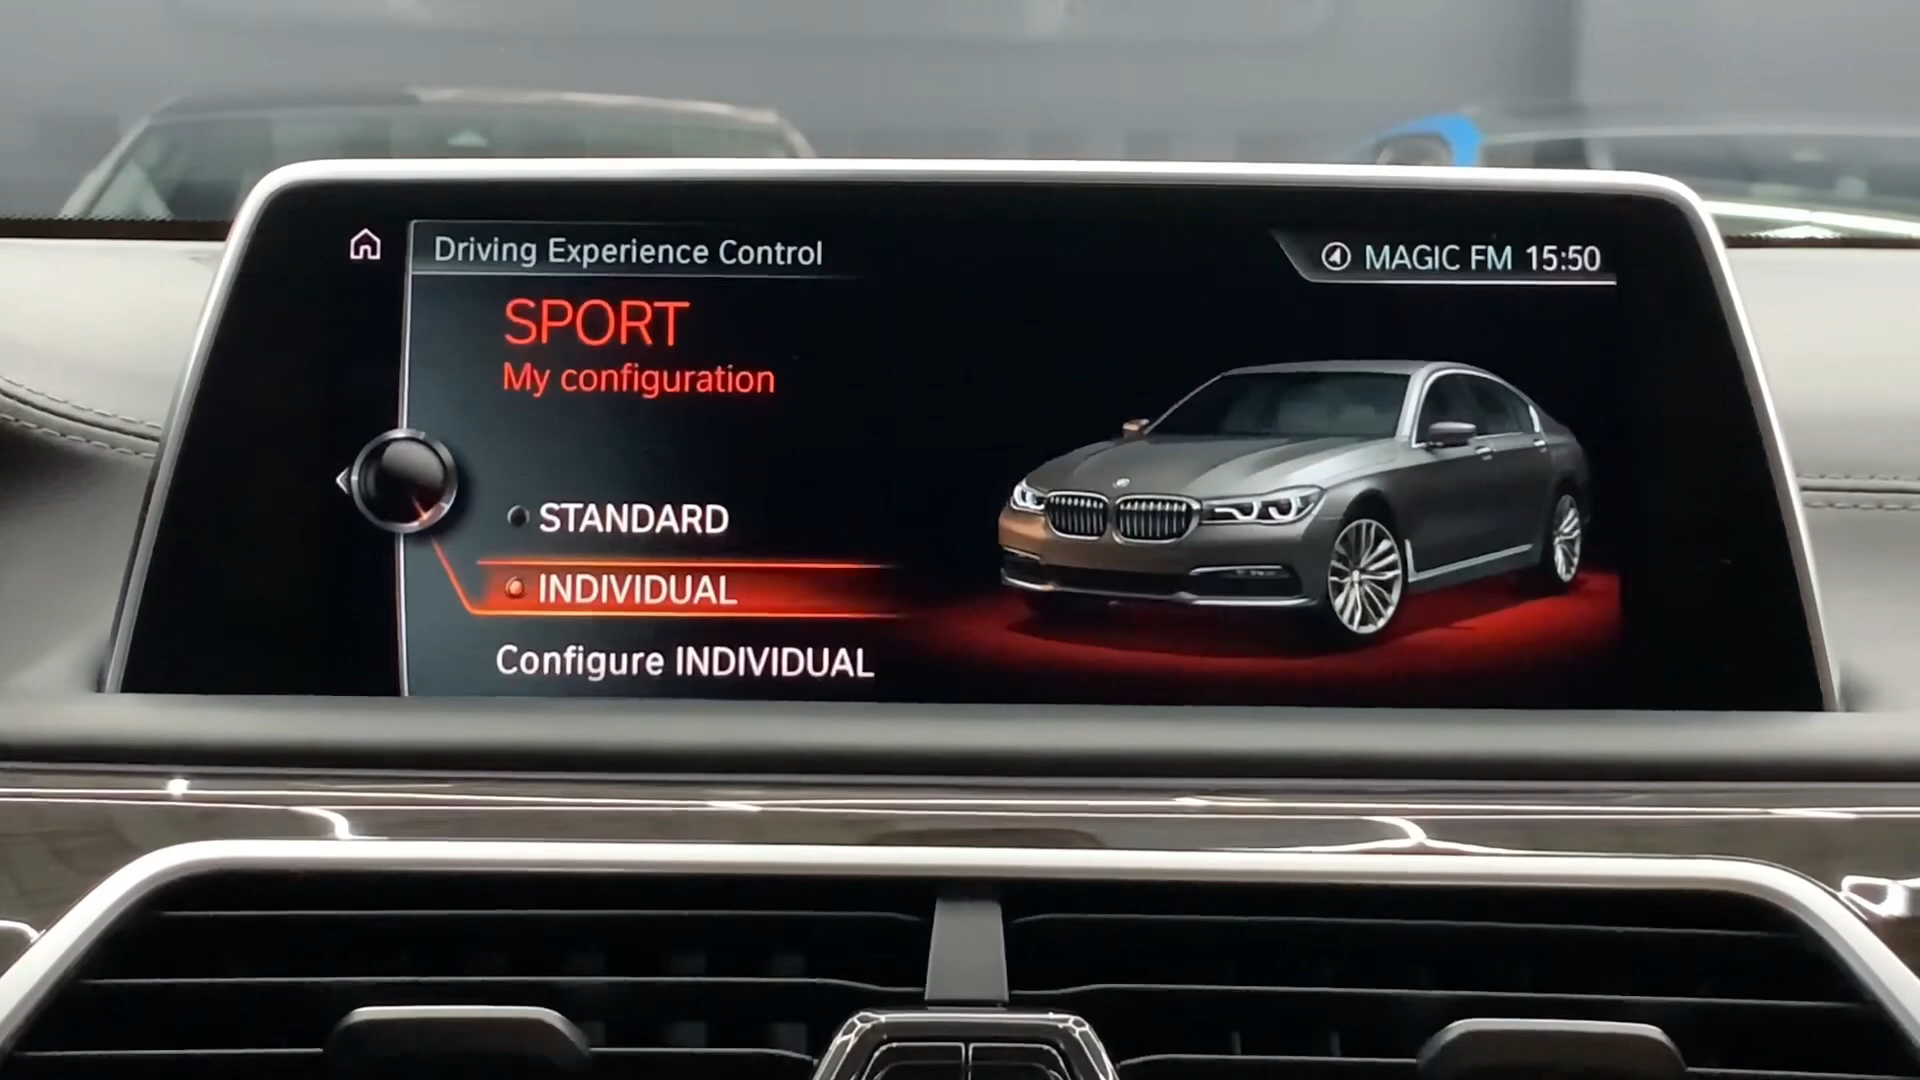 Driving Experience Control
MAGIC FM 15:50
SPORT
My configuration
STANDARD
INDIVIDUAL
Configure INDIVIDUAL